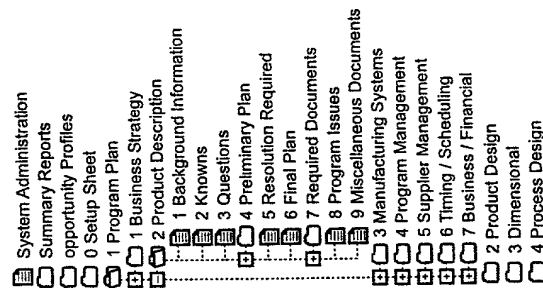 System Administration
Summary Reports
opportunity Profiles
0 Setup Sheet
1 Program Plan
1 Business Strategy
2 Product Description
1 Background Information
2 Knowns
3 Questions
4 Preliminary Plan
5 Resolution Required
6 Final Plan
7 Required Documents
8 Program Issues
9 Miscellaneous Documents
3 Manufacturing Systems
4 Program Management
5 Supplier Management
6 Timing / Scheduling
7 Business / Financial
2 Product Design
3 Dimensional
4 Process Design